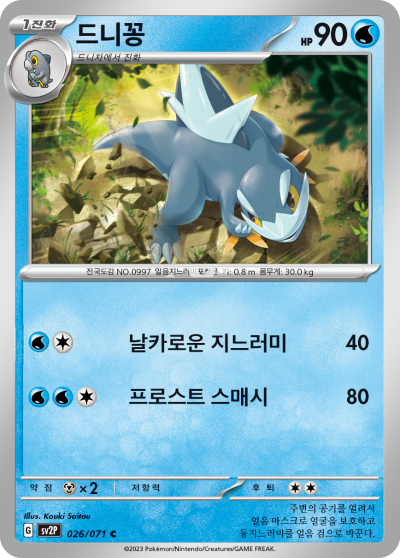 1진화 드니꽁 HP 90
드니차에서 진화
전국도감 NO.0997 얼음지느러미 포켓몬 키: 0.8 m 몸무게: 30.0 kg
날카로운 지느러미 40
프로스트 스매시 80
약점 ×2 저항력 후퇴
Illus. Kouki Saitou
주변의 공기를 얼려서
G SV2P 026/071 C
얼음 마스크로 얼굴을 보호하고
등지느러미를 얼음 검으로 바꾼다.
©2023 Pokémon/Nintendo/Creatures/GAME FREAK.